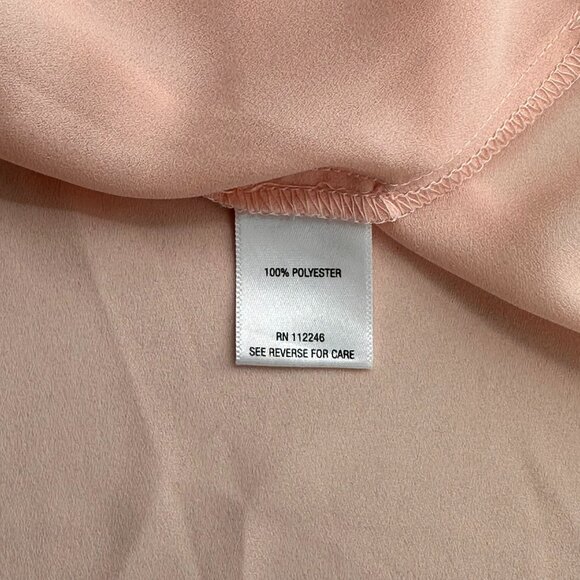 100% POLYESTER
RN 112246
SEE REVERSE FOR CARE